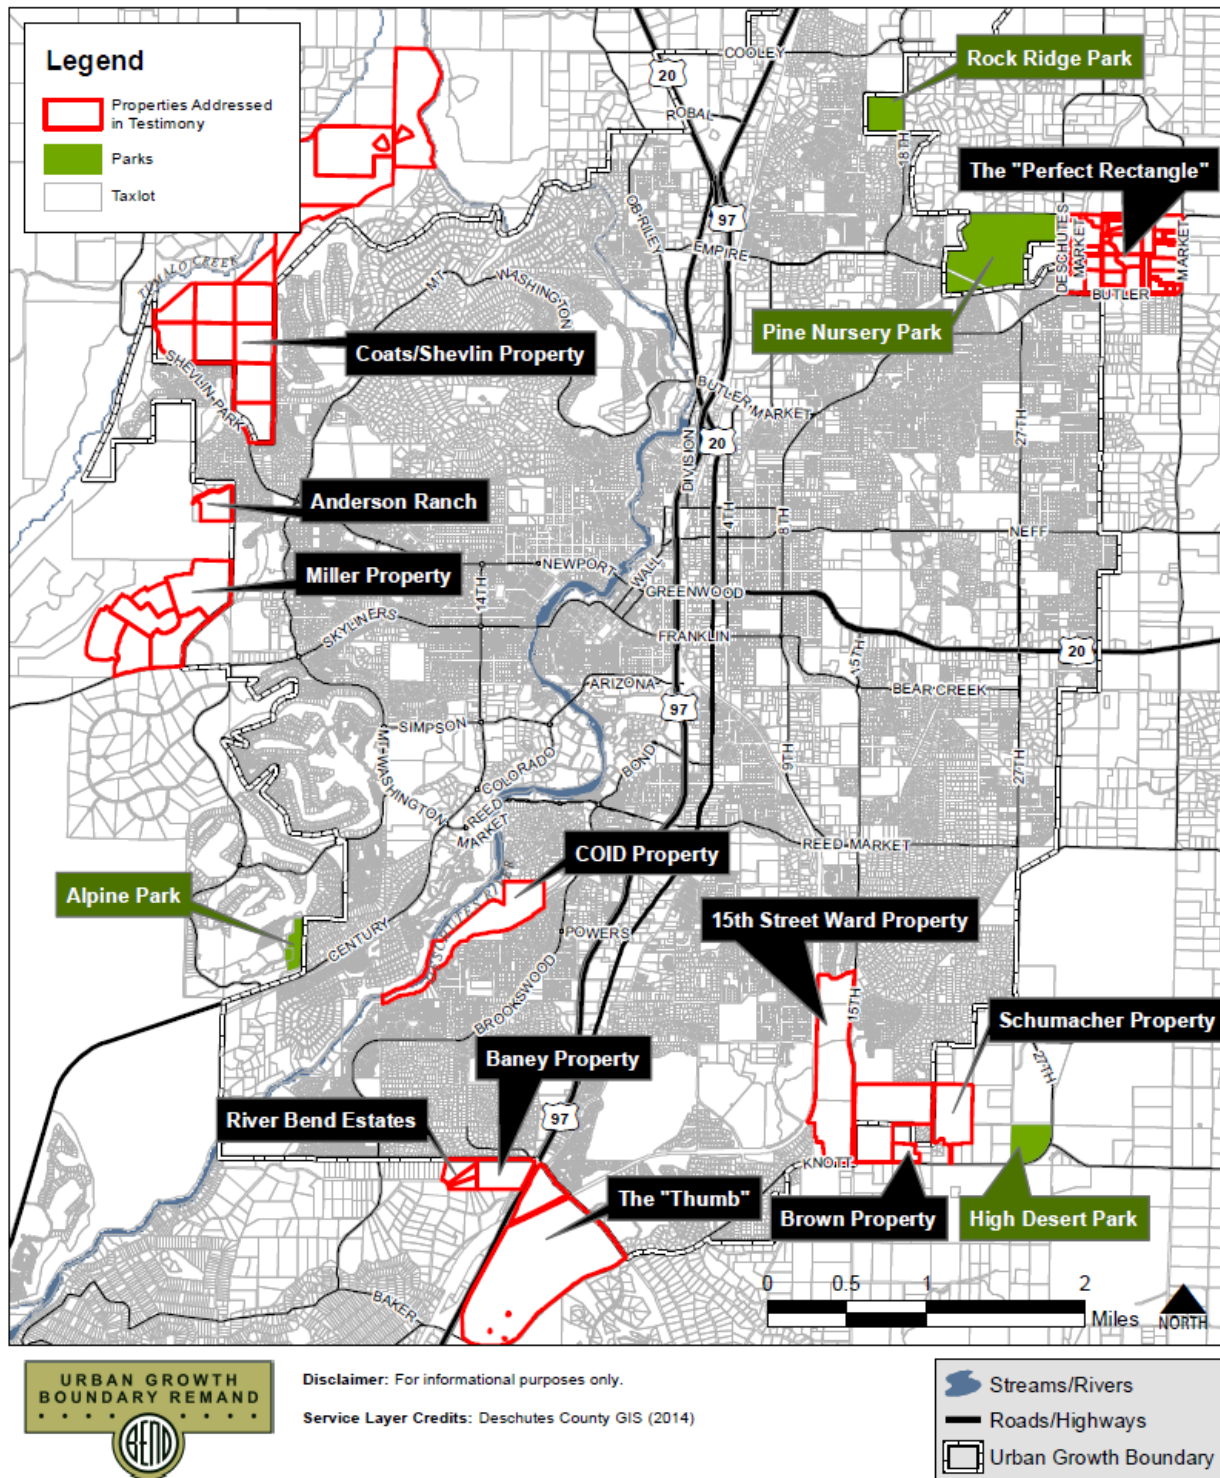 Legend
Properties Addressed
in Testimony
Parks
Taxlot
COOLEY
20
ROBAL
Rock Ridge Park
18TH
The "Perfect Rectangle"
OB RILEY
97
EMPIRE
DESCHUTES
MARKET
MARKET
BUTLER
TUMALO CREEK
MT
WASHINGTON
Pine Nursery Park
Coats/Shevlin Property
SHEVLIN PARK
BUTLER
MARKET
20
DIVISION
27TH
Anderson Ranch
4TH
8TH
NEFF
NEWPORT
WALL
Miller Property
14TH
GREENWOOD
SKYLINERS
FRANKLIN
20
15TH
ARIZONA
BEAR CREEK
97
SIMPSON
MT WASHINGTON
COLORADO
BOND
9TH
27TH
REED
MARKET
REED MARKET
COID Property
Alpine Park
DESCHUTES RIVER
15th Street Ward Property
CENTURY
POWERS
BROOKSWOOD
15TH
Schumacher Property
Baney Property
27TH
River Bend Estates
97
KNOTT
The "Thumb"
Brown Property
High Desert Park
BAKER
0 0.5 1 2
Miles
NORTH
URBAN GROWTH
BOUNDARY REMAND
BEND
Disclaimer: For informational purposes only.
Service Layer Credits: Deschutes County GIS (2014)
Streams/Rivers
Roads/Highways
Urban Growth Boundary